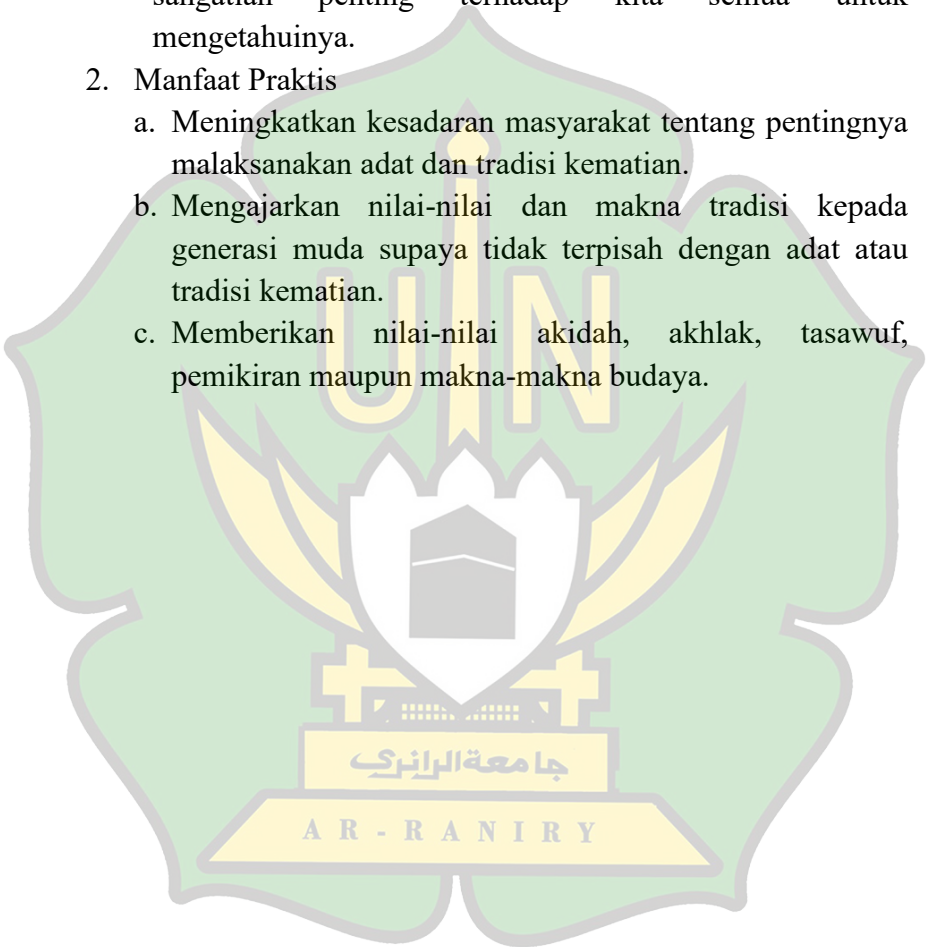 sangatlah penting terhadap kita semua untuk
mengetahuinya.
2. Manfaat Praktis
a. Meningkatkan kesadaran masyarakat tentang pentingnya
malaksanakan adat dan tradisi kematian.
b. Mengajarkan nilai-nilai dan makna tradisi kepada
generasi muda supaya tidak terpisah dengan adat atau
tradisi kematian.
c. Memberikan nilai-nilai akidah, akhlak, tasawuf,
pemikiran maupun makna-makna budaya.
UIN
جامعة الرانري
AR-RANIRY